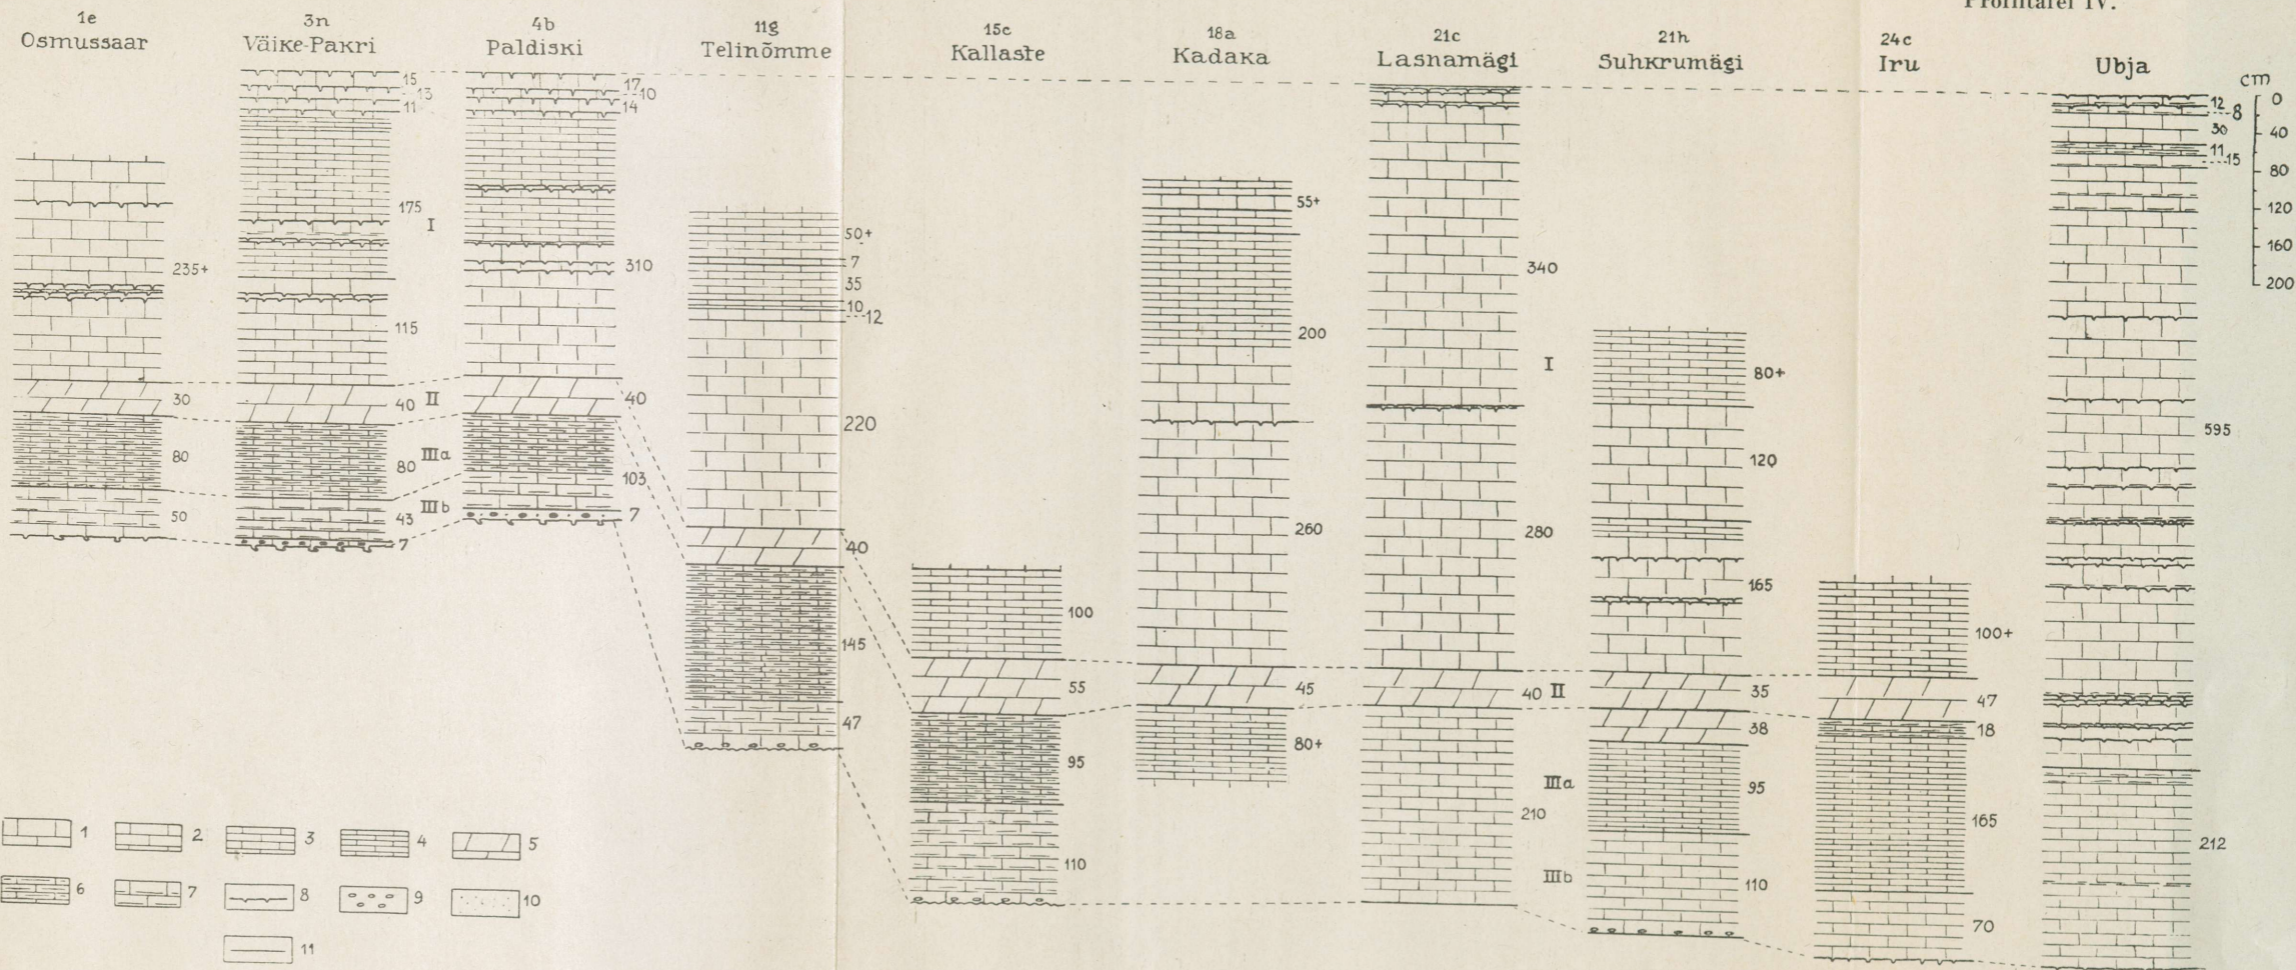 Profiltafel IV.
1e
Osmussaar
3n
Väike-Pakri
4b
Paldiski
11g
Telinõmme
15c
Kallaste
18a
Kadaka
21c
Lasnamägi
21h
Suhkrumägi
24c
Iru
Ubja
cm
0
40
80
120
160
200
235+
30
80
50
15
13
11
175
115
40
80
43
7
I
II
IIIa
IIIb
17
10
14
310
40
103
7
50+
7
35
10
12
220
40
145
47
100
55
95
110
55+
200
260
45
80+
340
280
40
210
I
II
IIIa
IIIb
80+
120
165
35
38
95
110
100+
47
18
165
70
12
8
30
11
15
595
212
1
2
3
4
5
6
7
8
9
10
11